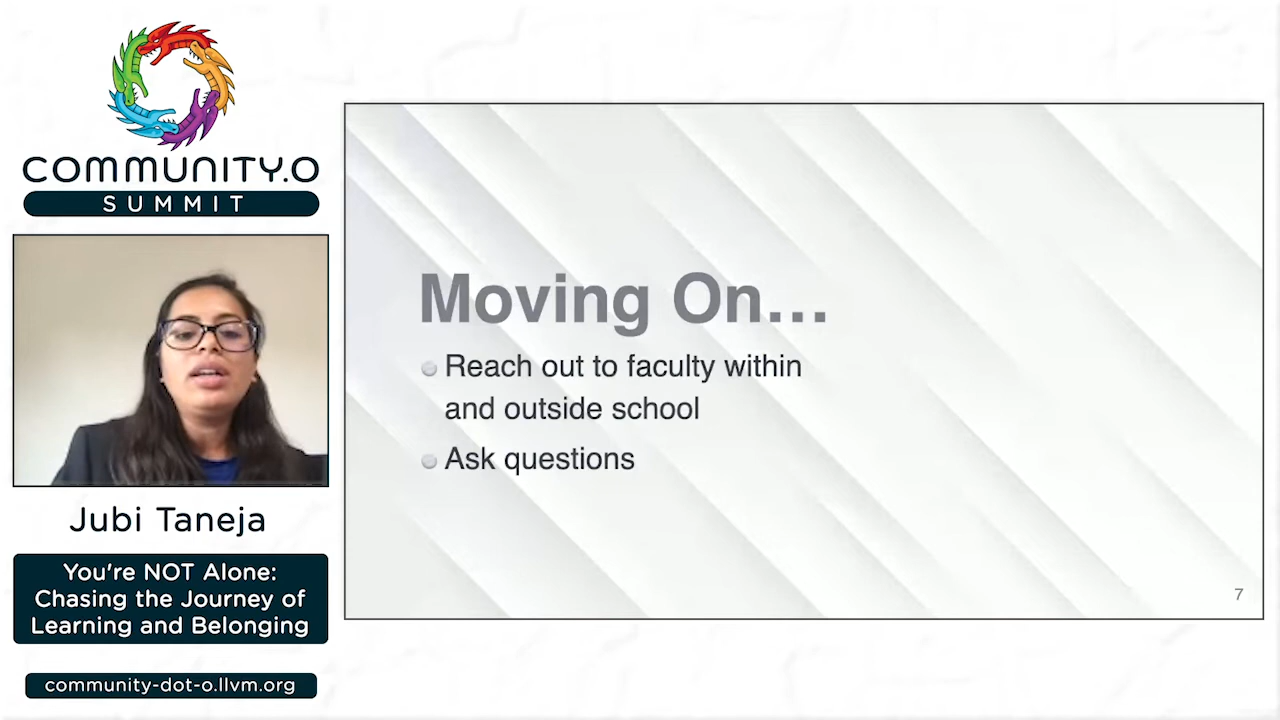 COMMUNITY.O
SUMMIT
Jubi Taneja
You're NOT Alone:
Chasing the Journey of
Learning and Belonging
community-dot-o.llvm.org
Moving On...
Reach out to faculty within
and outside school
Ask questions
7